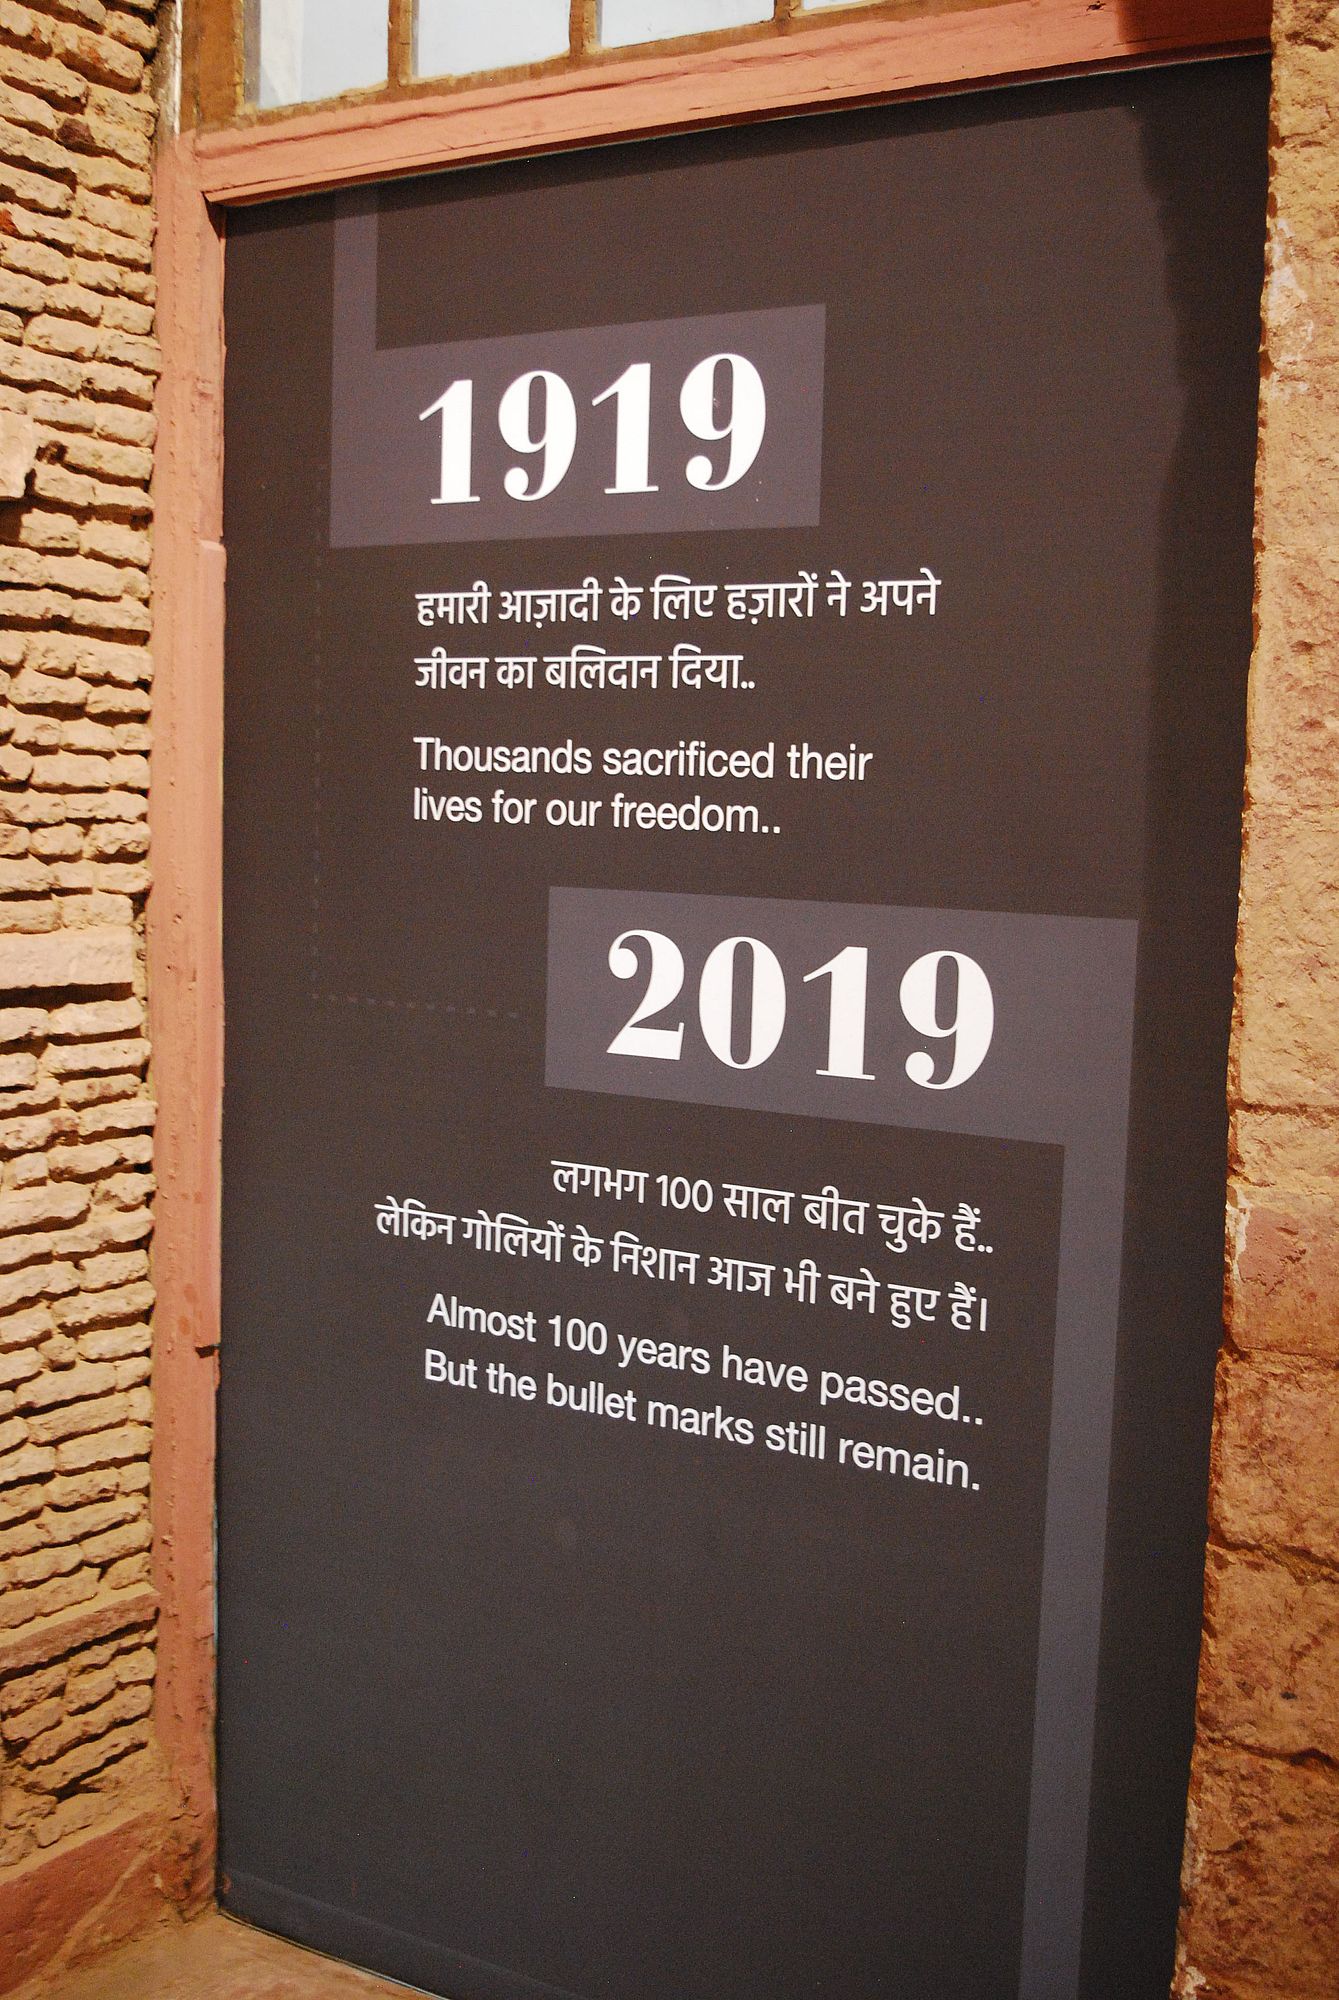 1919
हमारी आज़ादी के लिए हज़ारों ने अपने
जीवन का बलिदान दिया..
Thousands sacrificed their
lives for our freedom..
2019
लगभग 100 साल बीत चुके हैं..
लेकिन गोलियों के निशान आज भी बने हुए हैं।
Almost 100 years have passed..
But the bullet marks still remain.